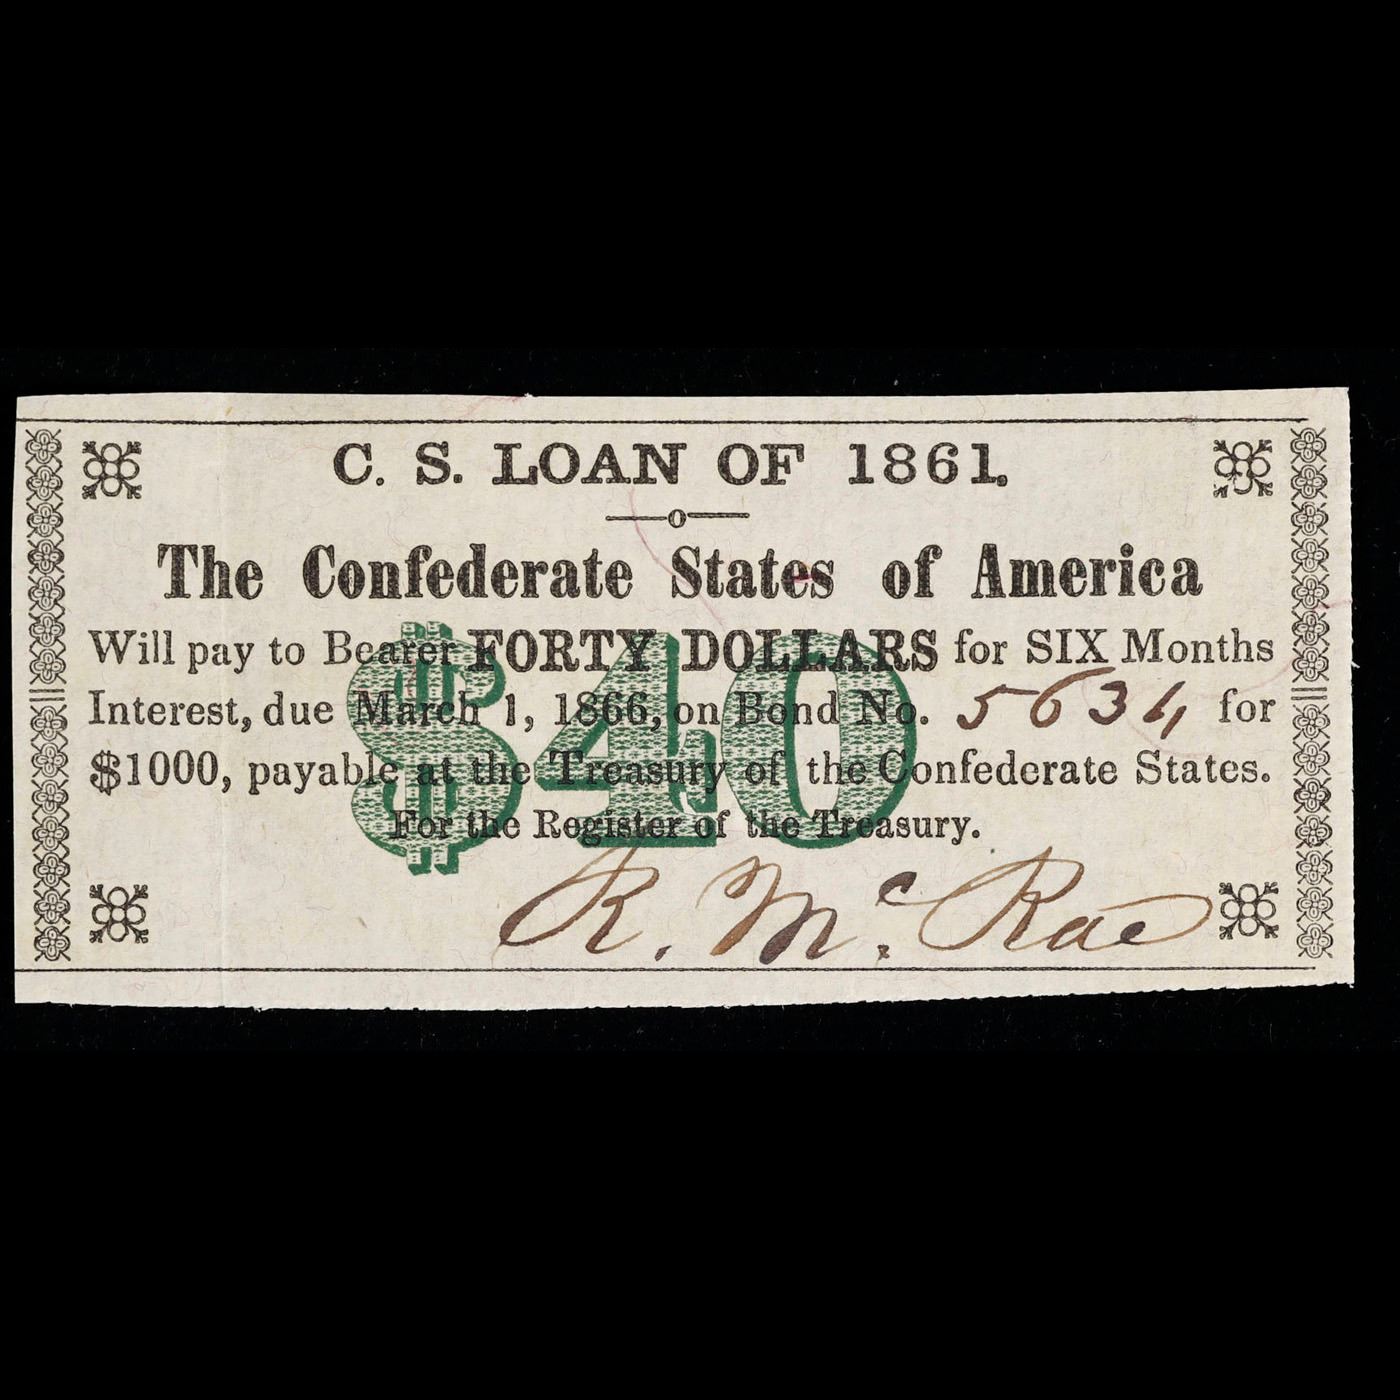 C. S. LOAN OF 1861.
The Confederate States of America
Will pay to Bearer FORTY DOLLARS for SIX Months
Interest, due March 1, 1866, on Bond No. 5634 for
$1000, payable at the Treasury of the Confederate States.
$40
For the Register of the Treasury.
R. McRae